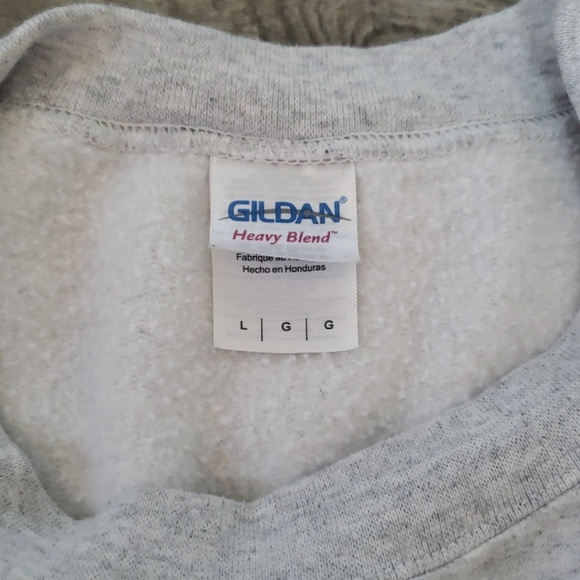 GILDAN®
Heavy Blend™
Fabrique au
Hecho en Honduras
L | G | G